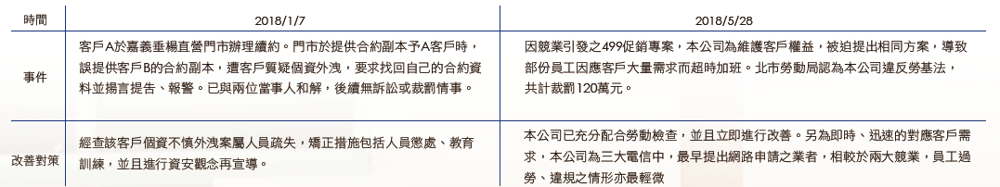 時間
2018/1/7
2018/5/28
事件
客戶A於嘉義垂楊直營門市辦理續約。門市於提供合約副本予A客戶時，
誤提供客戶B的合約副本，遭客戶質疑個資外洩，要求找回自己的合約資
料並揚言提告、報警。已與兩位當事人和解，後續無訴訟或裁罰情事。
因競業引發之499促銷專案，本公司為維護客戶權益，被迫提出相同方案，導致
部份員工因應客戶大量需求而超時加班。北市勞動局認為本公司違反勞基法，
共計裁罰120萬元。
改善對策
經查該客戶個資不慎外洩案屬人員疏失，矯正措施包括人員懲處、教育
訓練，並且進行資安觀念再宣導。
本公司已充分配合勞動檢查，並且立即進行改善。另為即時、迅速的對應客戶需
求，本公司為三大電信中，最早提出網路申請之業者，相較於兩大競業，員工過
勞、違規之情形亦最輕微